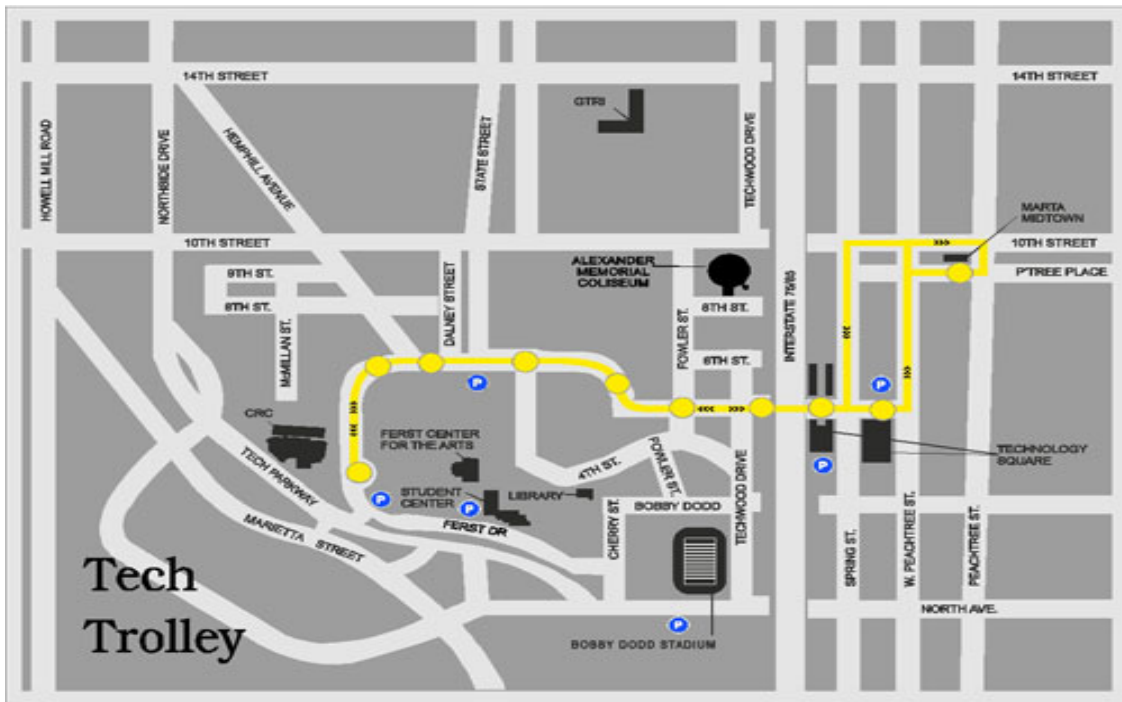 14TH STREET
14TH STREET
GTRI
HOWELL MILL ROAD
NORTHSIDE DRIVE
HEMPHILL AVENUE
STATE STREET
TECHWOOD DRIVE
MARTA
MIDTOWN
10TH STREET
10TH STREET
ALEXANDER
MEMORIAL
COLISEUM
9TH ST.
P'TREE PLACE
8TH ST.
8TH ST.
DALNEY STREET
FOWLER ST.
INTERSTATE 75/85
McMILLAN ST.
6TH ST.
P
P
CRC
FERST CENTER
FOR THE ARTS
TECHNOLOGY
SQUARE
TECH PARKWAY
4TH ST.
FOWLER ST.
TECHWOOD DRIVE
P
P
STUDENT
CENTER
P
LIBRARY
BOBBY DODD
MARIETTA STREET
FERST DR
CHERRY ST.
SPRING ST.
W. PEACHTREE ST.
PEACHTREE ST.
Tech
Trolley
NORTH AVE.
P
BOBBY DODD STADIUM